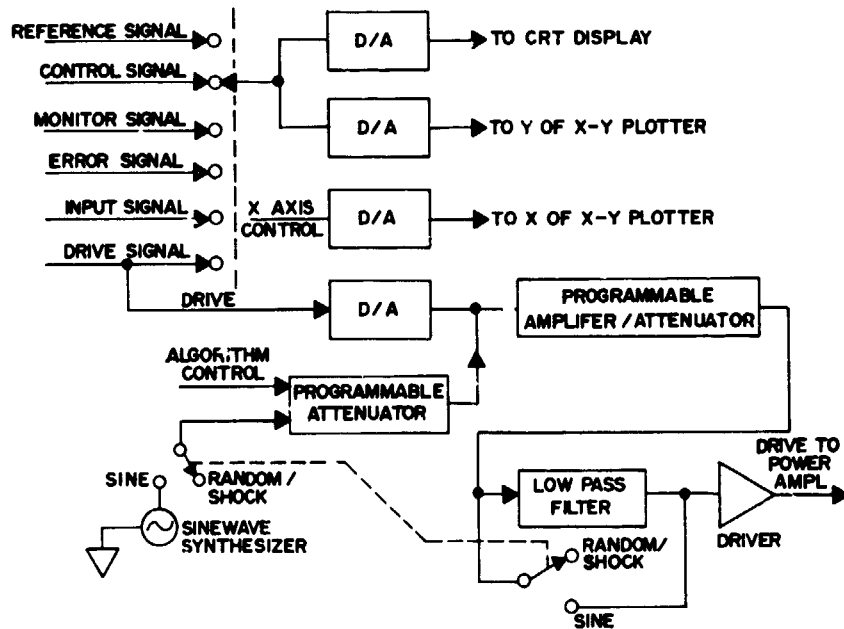 REFERENCE SIGNAL
CONTROL SIGNAL
MONITOR SIGNAL
ERROR SIGNAL
INPUT SIGNAL
DRIVE SIGNAL
D/A
TO CRT DISPLAY
D/A
TO Y OF X-Y PLOTTER
X AXIS
CONTROL
D/A
TO X OF X-Y PLOTTER
DRIVE
D/A
PROGRAMMABLE
AMPLIFER/ATTENUATOR
ALGORITHM
CONTROL
PROGRAMMABLE
ATTENUATOR
SINE
RANDOM/
SHOCK
SINEWAVE
SYNTHESIZER
LOW PASS
FILTER
DRIVE TO
POWER
AMPL
DRIVER
RANDOM/
SHOCK
SINE